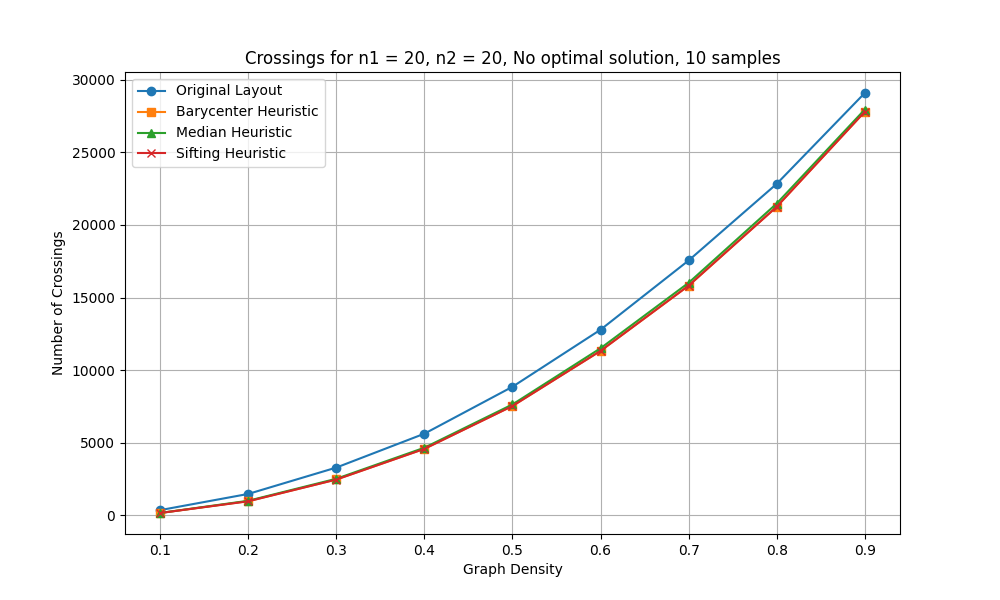 Crossings for n1 = 20, n2 = 20, No optimal solution, 10 samples
30000
25000
20000
15000
10000
5000
0
Number of Crossings
Original Layout
Barycenter Heuristic
Median Heuristic
Sifting Heuristic
0.1 0.2 0.3 0.4 0.5 0.6 0.7 0.8 0.9
Graph Density